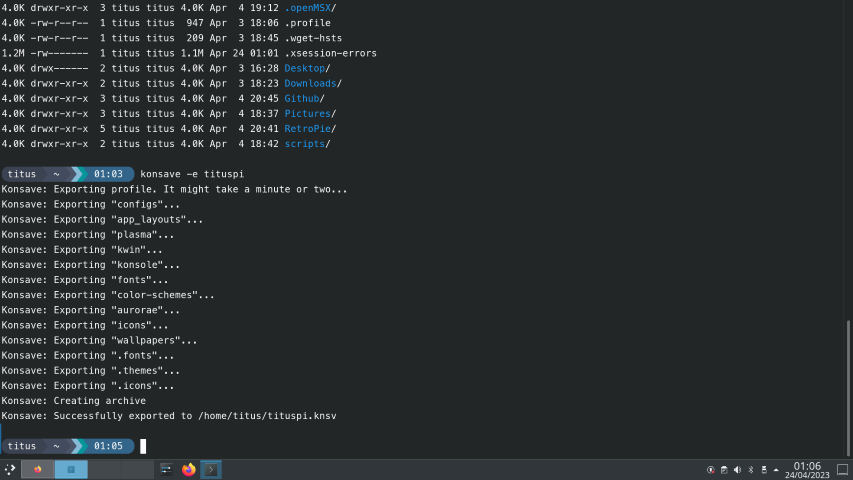 4.0K drwxr-xr-x  3 titus titus 4.0K Apr  4 19:12 .openMSX/
4.0K -rw-r--r--  1 titus titus  947 Apr  3 18:06 .profile
4.0K -rw-r--r--  1 titus titus  209 Apr  3 18:45 .wget-hsts
1.2M -rw-------  1 titus titus 1.1M Apr 24 01:01 .xsession-errors
4.0K drwx------  2 titus titus 4.0K Apr  3 16:28 Desktop/
4.0K drwxr-xr-x  2 titus titus 4.0K Apr  3 18:23 Downloads/
4.0K drwxr-xr-x  3 titus titus 4.0K Apr  4 20:45 Github/
4.0K drwxr-xr-x  3 titus titus 4.0K Apr  4 18:37 Pictures/
4.0K drwxr-xr-x  5 titus titus 4.0K Apr  4 20:41 RetroPie/
4.0K drwxr-xr-x  2 titus titus 4.0K Apr  4 18:42 scripts/
titus ~ 01:03 konsave -e tituspi
Konsave: Exporting profile. It might take a minute or two...
Konsave: Exporting "configs"...
Konsave: Exporting "app_layouts"...
Konsave: Exporting "plasma"...
Konsave: Exporting "kwin"...
Konsave: Exporting "konsole"...
Konsave: Exporting "fonts"...
Konsave: Exporting "color-schemes"...
Konsave: Exporting "aurorae"...
Konsave: Exporting "icons"...
Konsave: Exporting "wallpapers"...
Konsave: Exporting ".fonts"...
Konsave: Exporting ".themes"...
Konsave: Exporting ".icons"...
Konsave: Creating archive
Konsave: Successfully exported to /home/titus/tituspi.knsv
titus ~ 01:05
01:06
24/04/2023